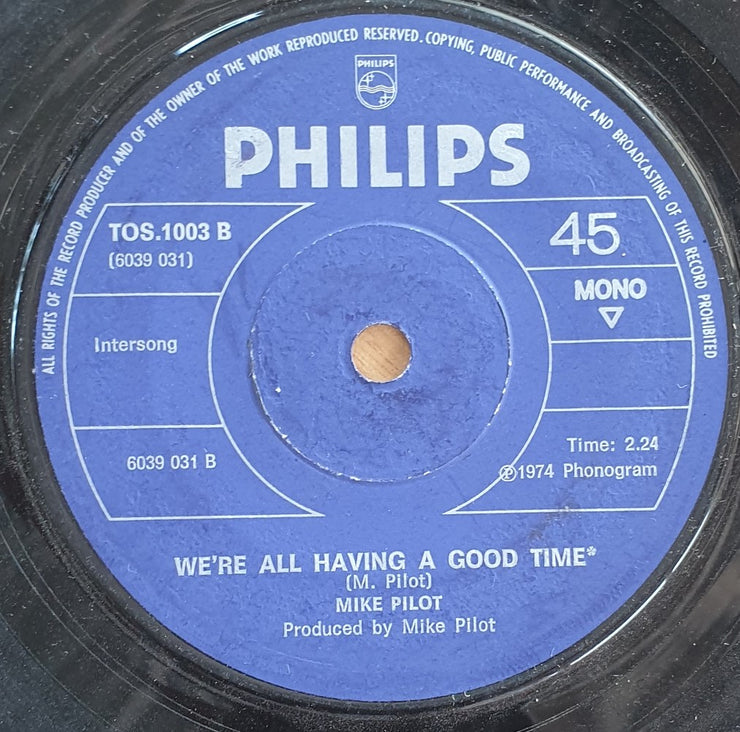 ALL RIGHTS OF THE RECORD PRODUCER AND OF THE OWNER OF THE WORK REPRODUCED RESERVED. COPYING, PUBLIC PERFORMANCE AND BROADCASTING OF THIS RECORD PROHIBITED
PHILIPS
PHILIPS
TOS.1003 B
(6039 031)
45
MONO
Intersong
6039 031 B
Time: 2.24
℗1974 Phonogram
WE'RE ALL HAVING A GOOD TIME*
(M. Pilot)
MIKE PILOT
Produced by Mike Pilot